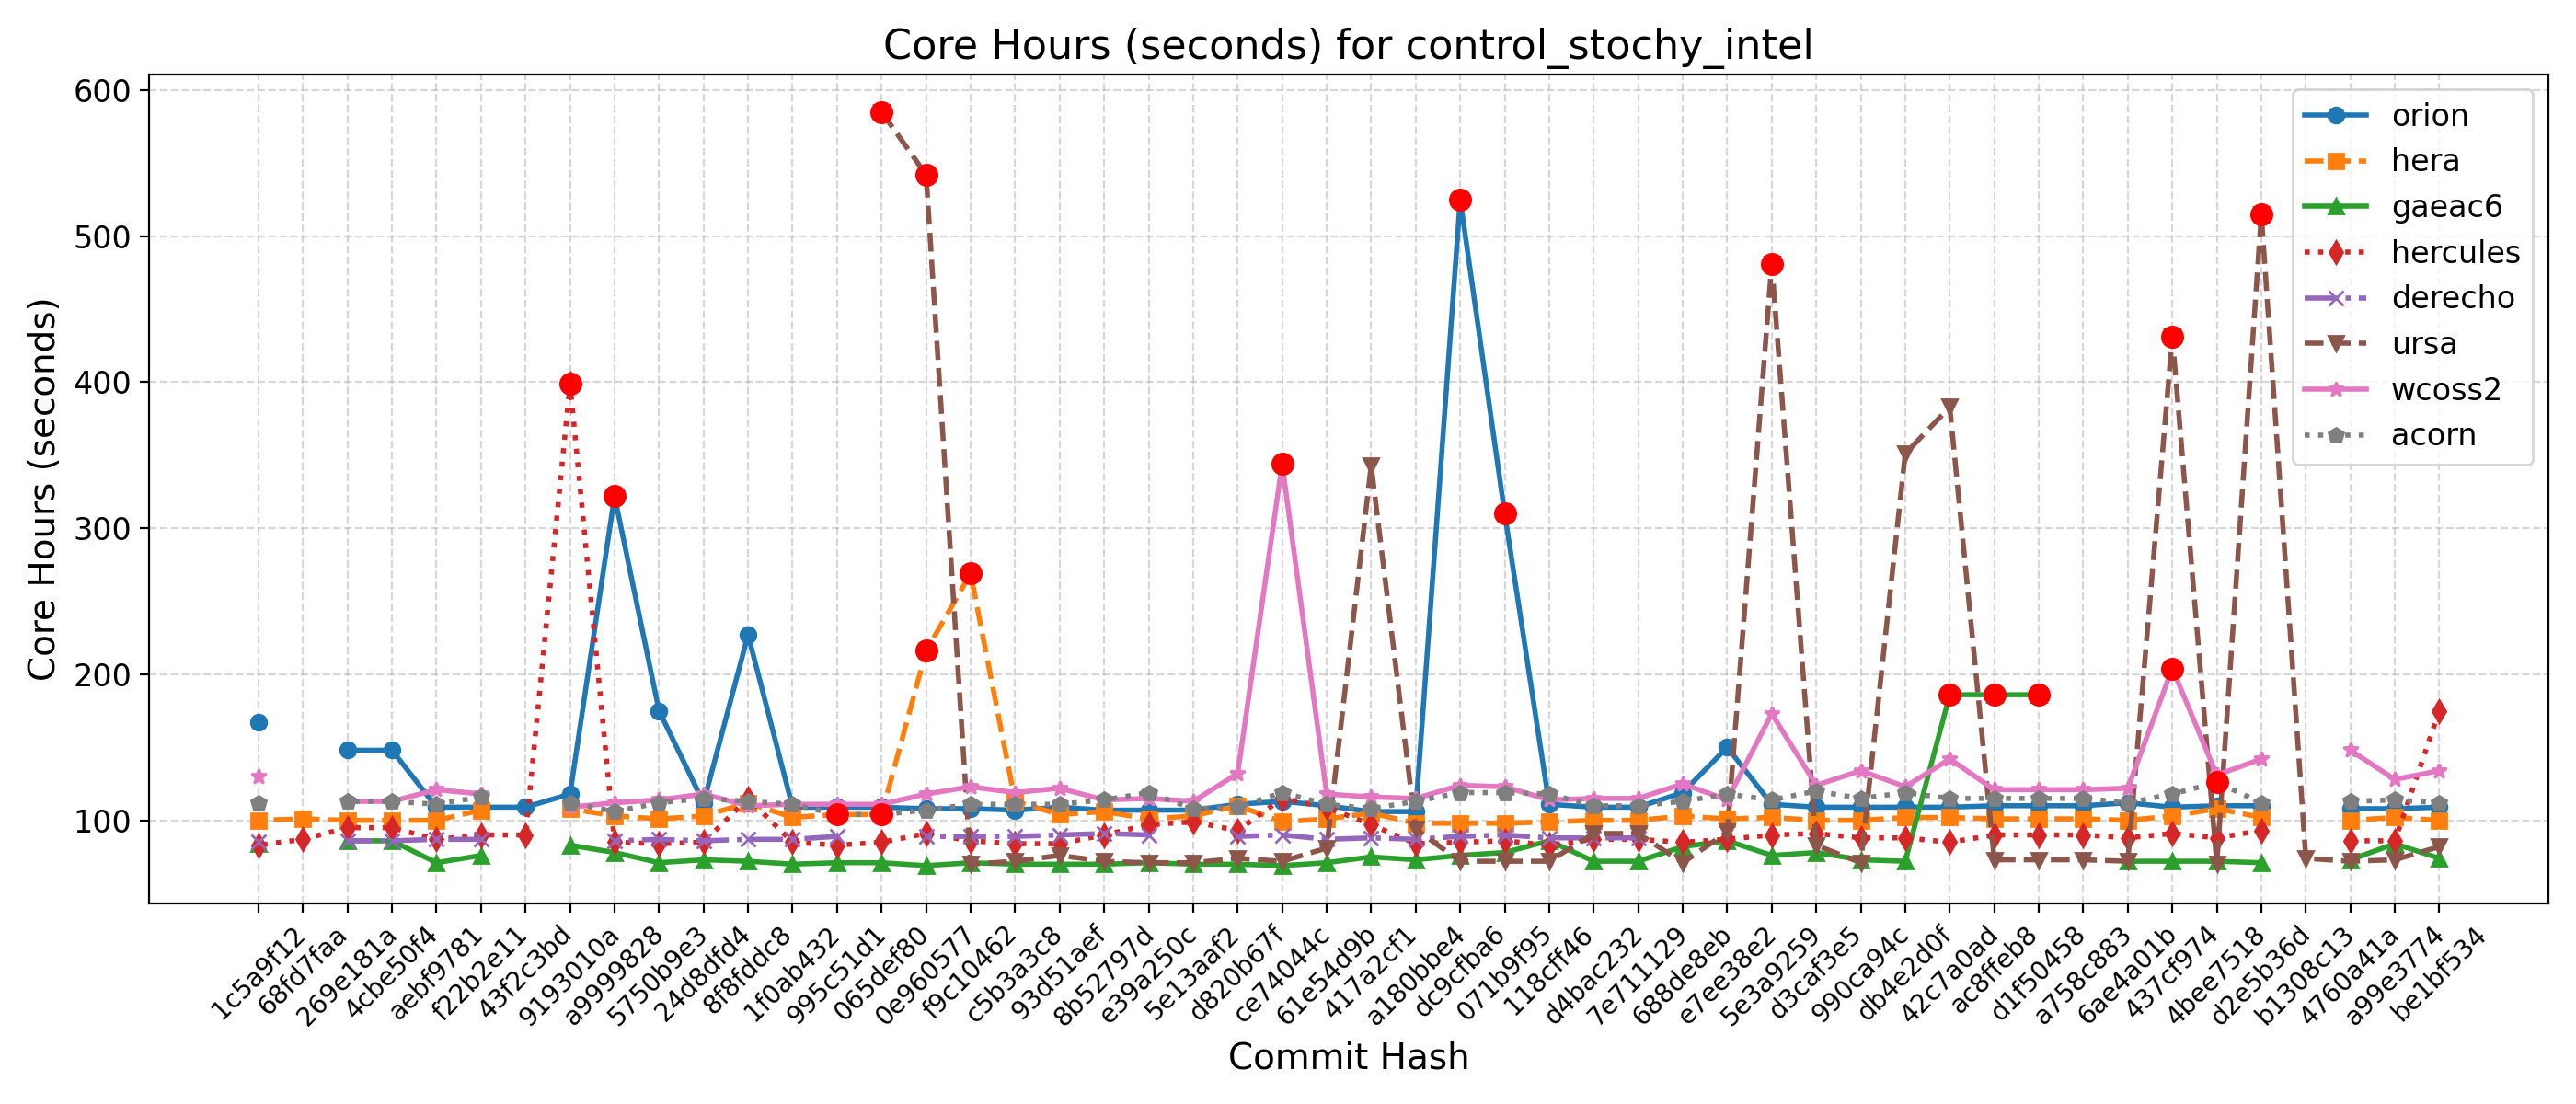 Core Hours (seconds) for control_stochy_intel
Core Hours (seconds)
600
500
400
300
200
100
orion
hera
gaeac6
hercules
derecho
ursa
wcoss2
acorn
1c5a9f12
68fd7faa
269e181a
4cbe50f4
aebf9781
f22b2e11
43f2c3bd
9193010a
a9999828
5750b9e3
24d8dfd4
8f8fddc8
1f0ab432
995c51d1
065def80
0e960577
f9c10462
c5b3a3c8
93d51aef
8b52797d
e39a250c
5e13aaf2
d820b67f
ce74044c
61e54d9b
417a2cf1
a180bbe4
dc9cfba6
071b9f95
118cff46
d4bac232
7e711129
688de8eb
e7ee38e2
5e3a9259
d3caf3e5
990ca94c
db4e2d0f
42c7a0ad
ac8ffeb8
d1f50458
a758c883
6ae4a01b
437cf974
4bee7518
d2e5b36d
b1308c13
4760a41a
a99e3774
be1bf534
Commit Hash